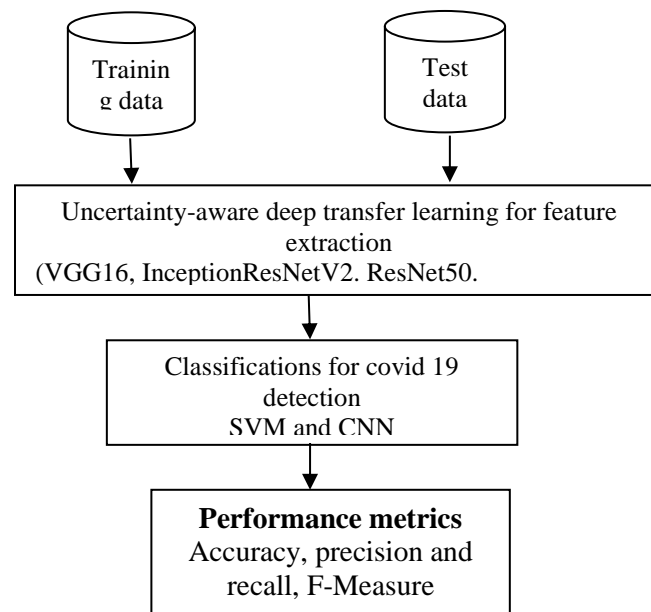 Trainin
g data
Test
data
Uncertainty-aware deep transfer learning for feature
extraction
(VGG16, InceptionResNetV2. ResNet50.
Classifications for covid 19
detection
SVM and CNN
Performance metrics
Accuracy, precision and
recall, F-Measure